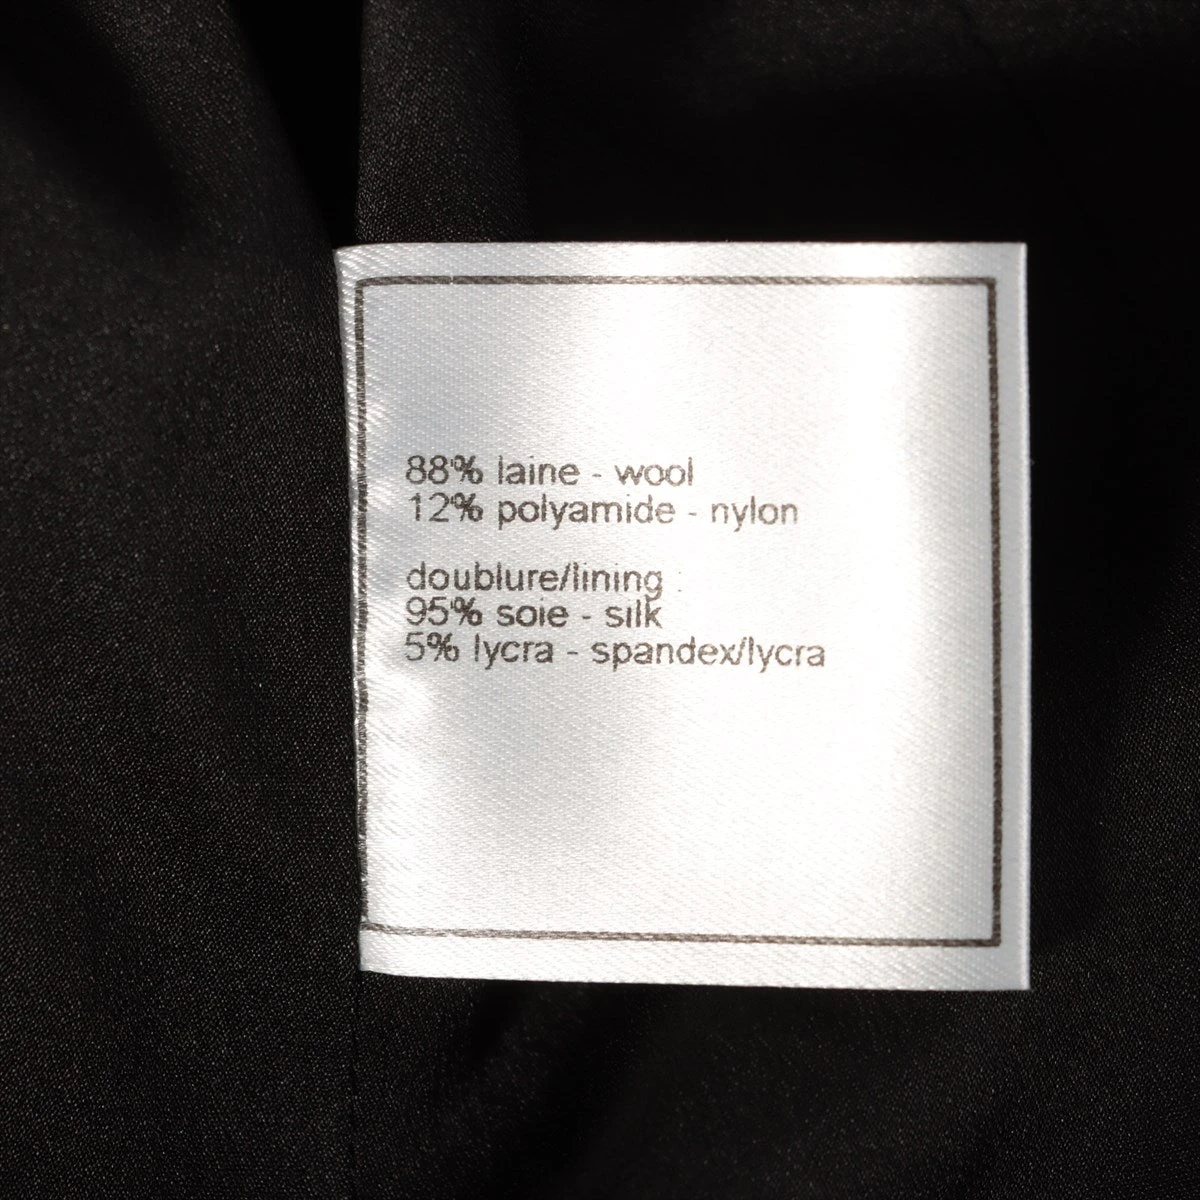 88% laine - wool
12% polyamide - nylon
doublure/lining :
95% soie - silk
5% lycra - spandex/lycra